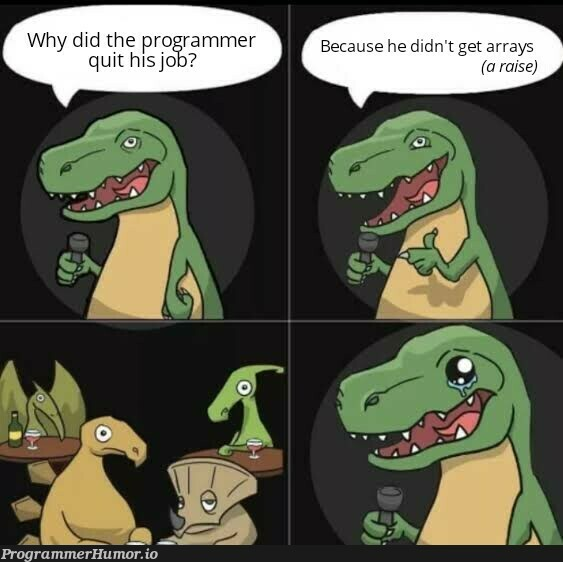 Why did the programmer
quit his job?
Because he didn't get arrays
(a raise)
ProgrammerHumor.io